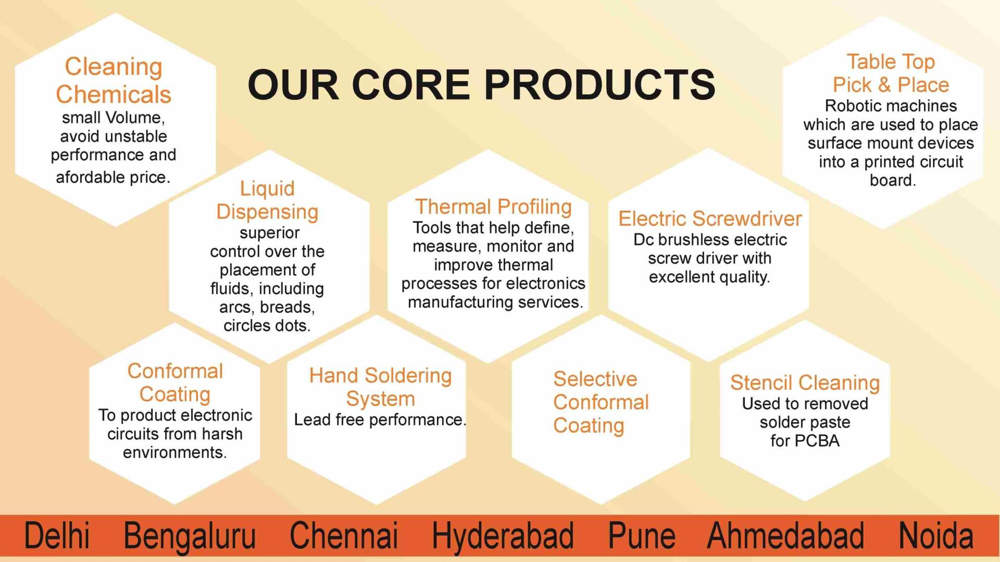 OUR CORE PRODUCTS
Cleaning
Chemicals
small Volume,
avoid unstable
performance and
afordable price.
Table Top
Pick & Place
Robotic machines
which are used to place
surface mount devices
into a printed circuit
board.
Liquid
Dispensing
superior
control over the
placement of
fluids, including
arcs, breads,
circles dots.
Thermal Profiling
Tools that help define,
measure, monitor and
improve thermal
processes for electronics
manufacturing services.
Electric Screwdriver
Dc brushless electric
screw driver with
excellent quality.
Conformal
Coating
To product electronic
circuits from harsh
environments.
Hand Soldering
System
Lead free performance.
Selective
Conformal
Coating
Stencil Cleaning
Used to removed
solder paste
for PCBA
Delhi Bengaluru Chennai Hyderabad Pune Ahmedabad Noida